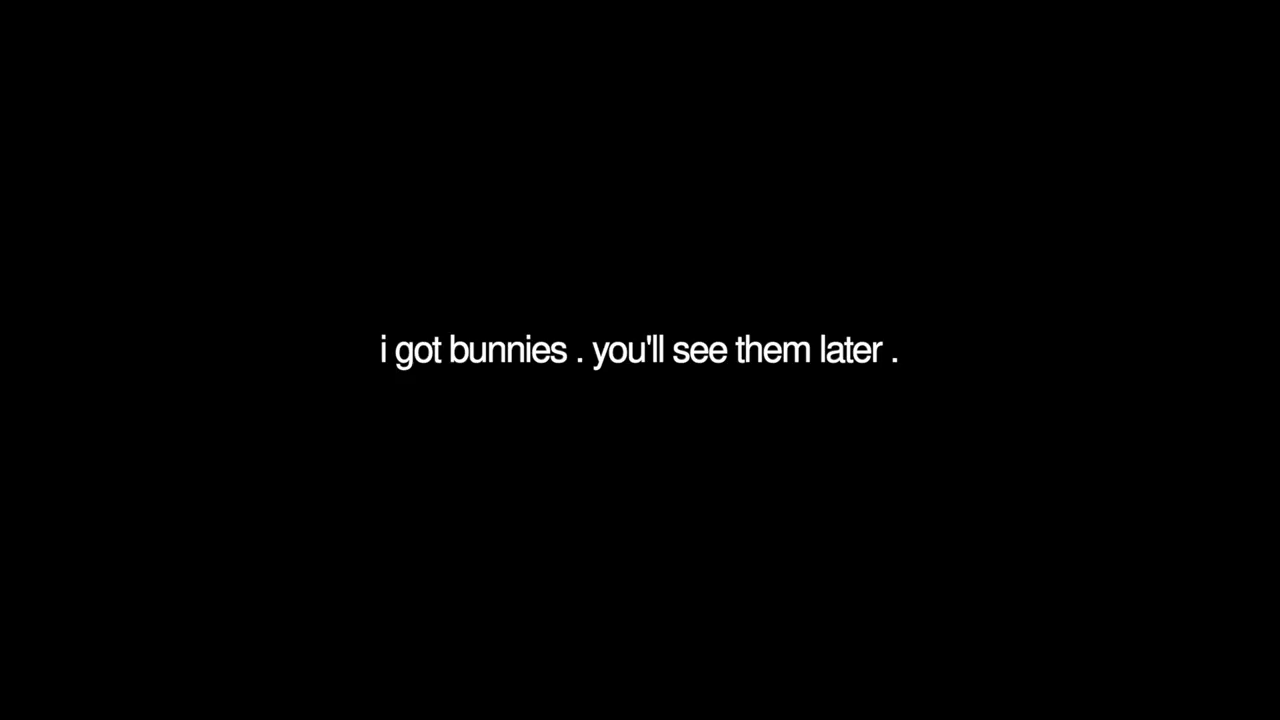 i got bunnies . you'll see them later .